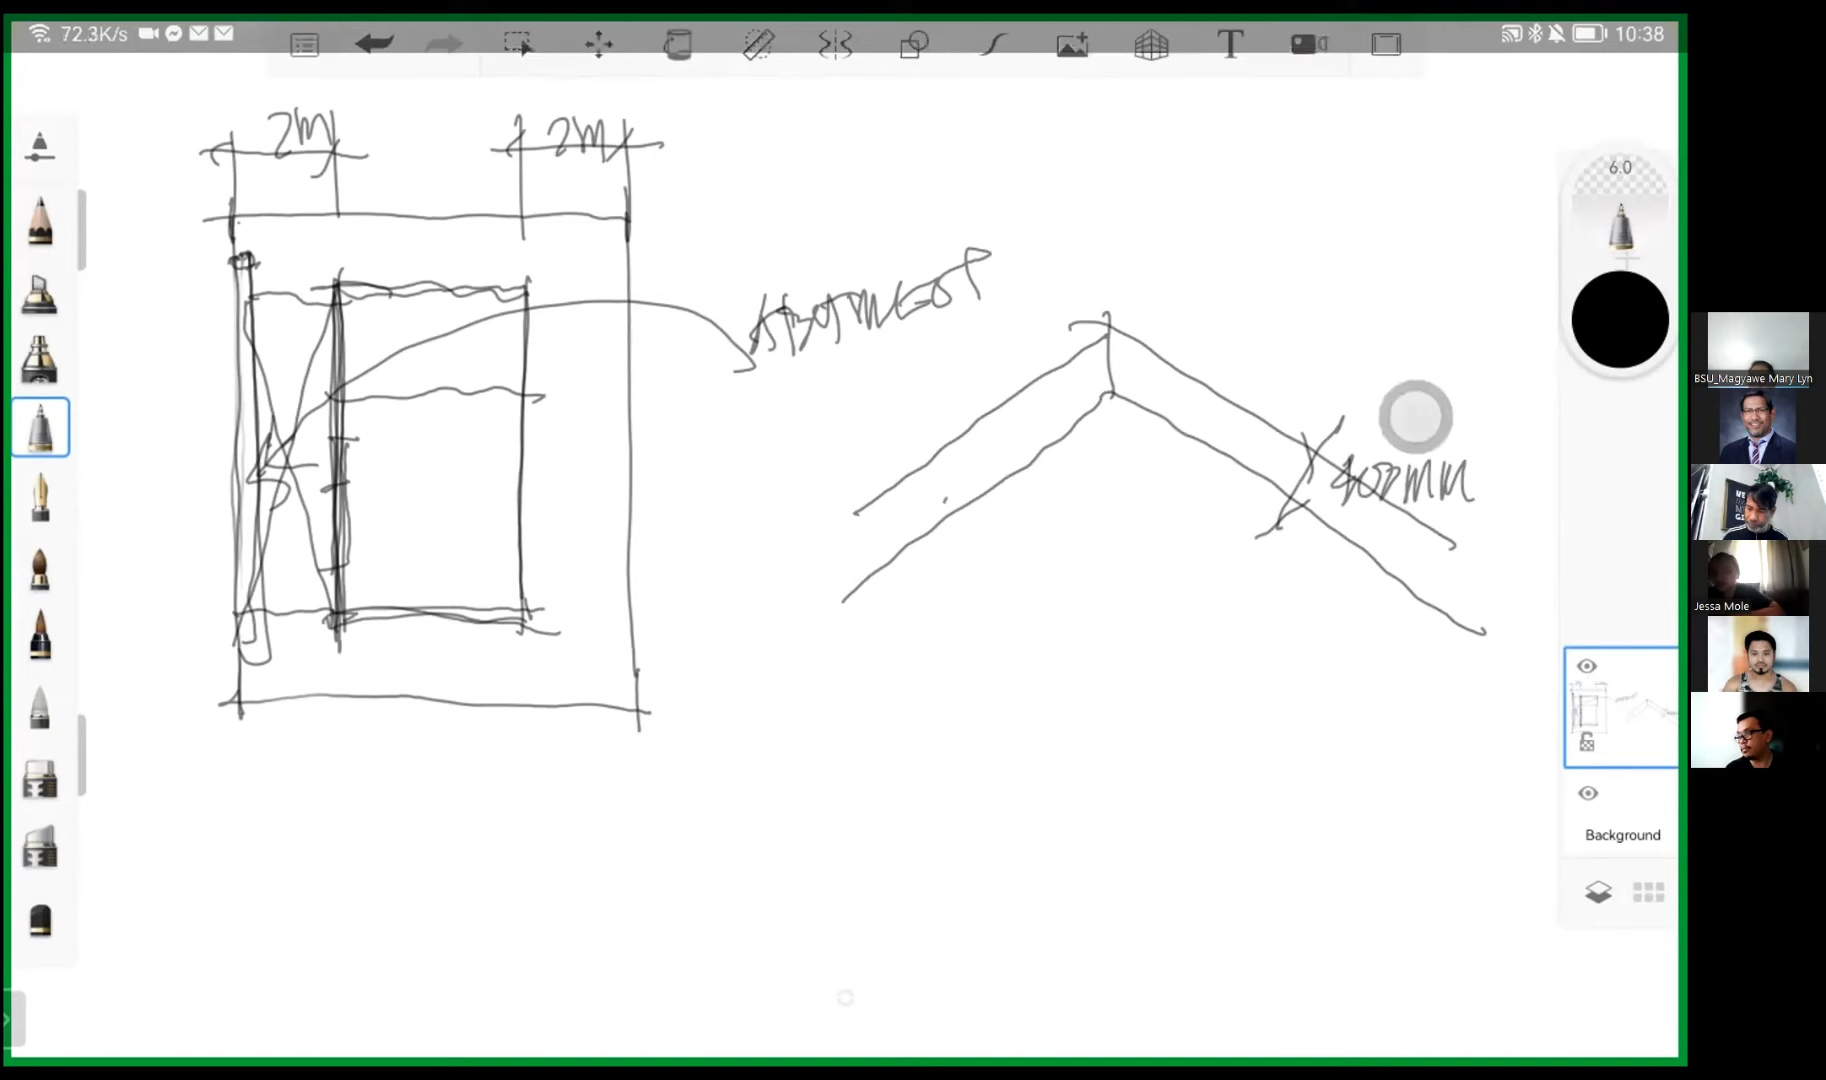 72.3K/s
10:38
2m
2m
6.0
ABUTMENT
400MM
Background
BSU_Magyawe Mary Lyn
Jessa Mole